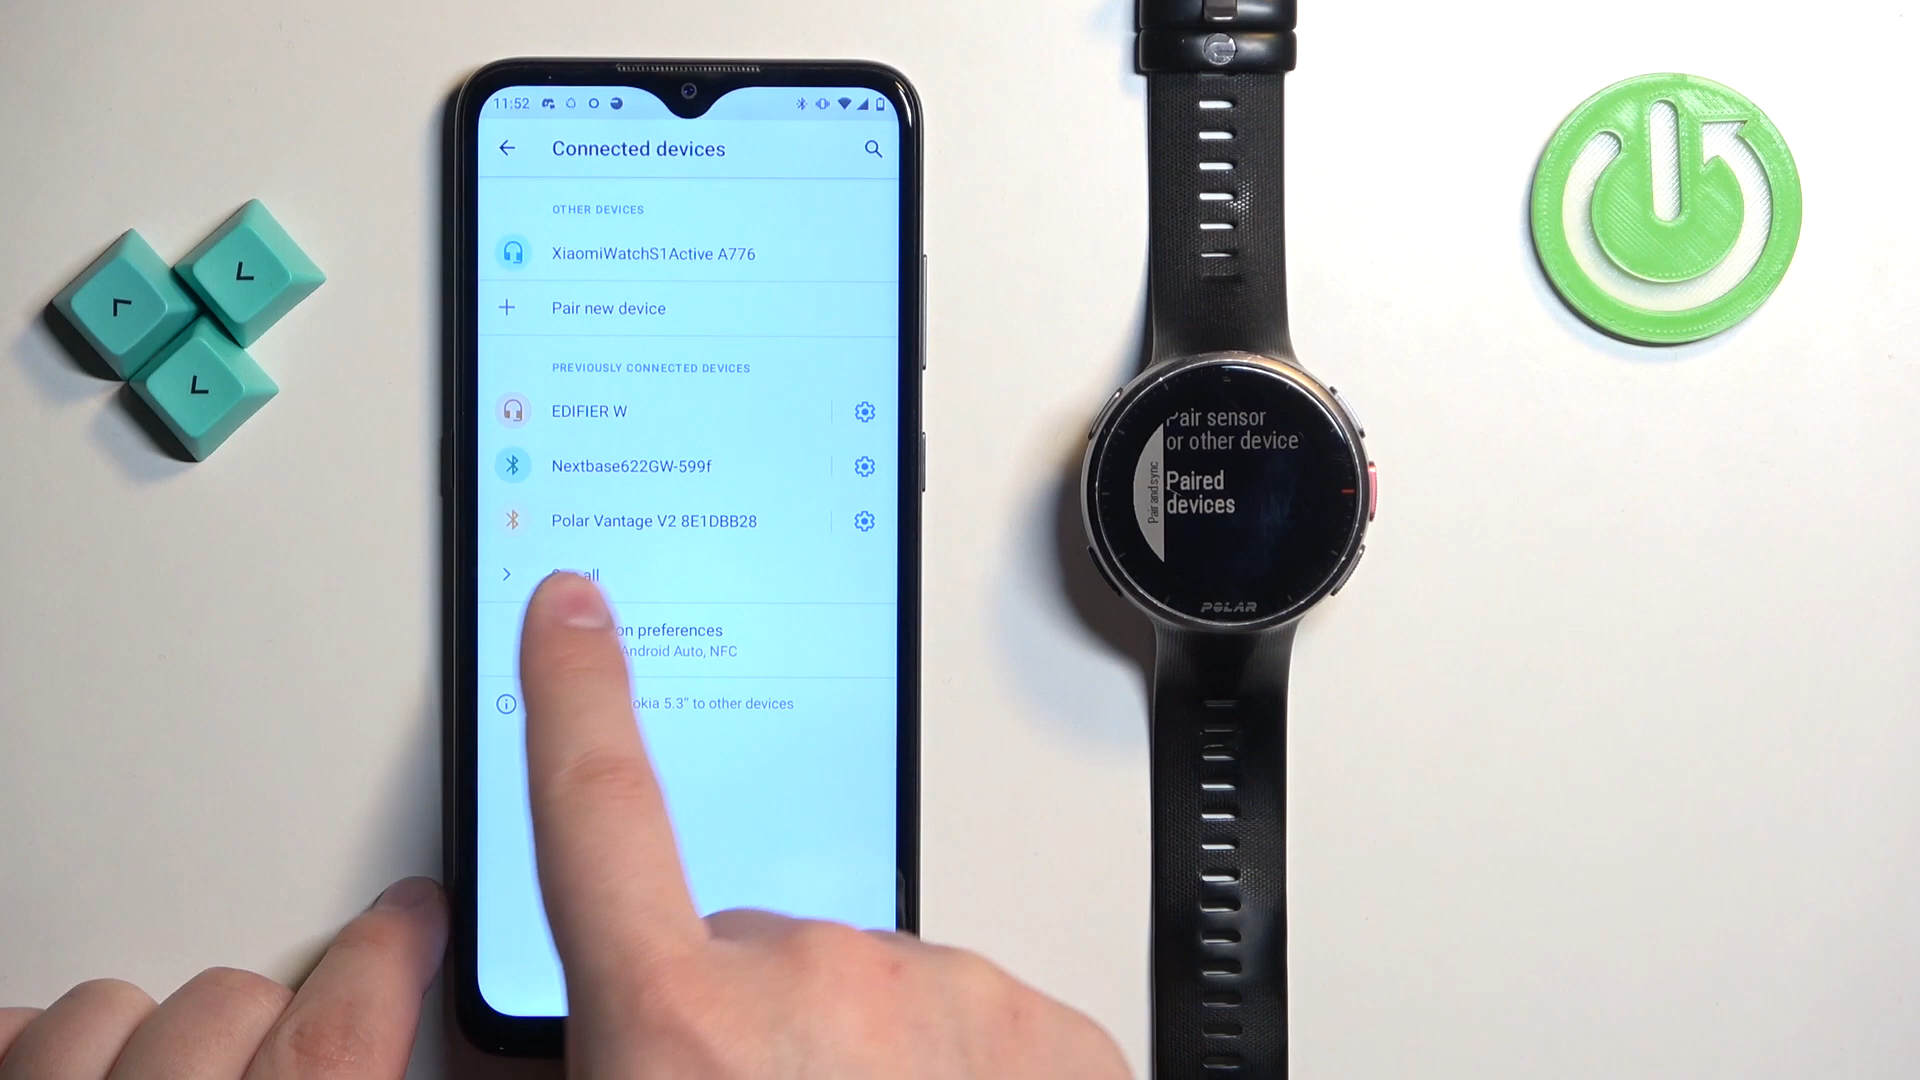 11:52
Connected devices
OTHER DEVICES
XiaomiWatchS1Active A776
Pair new device
PREVIOUSLY CONNECTED DEVICES
EDIFIER W
Nextbase622GW-599f
Polar Vantage V2 8E1DBB28
all
preferences
Android Auto, NFC
5.3" to other devices
Pair sensor
or other device
Pair and sync
Paired
devices
POLAR